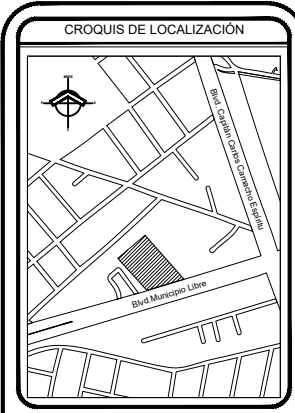 CROQUIS DE LOCALIZACIÓN
Blvd. Capitán Carlos Camacho Espíritu
Blvd.Municipio Libre